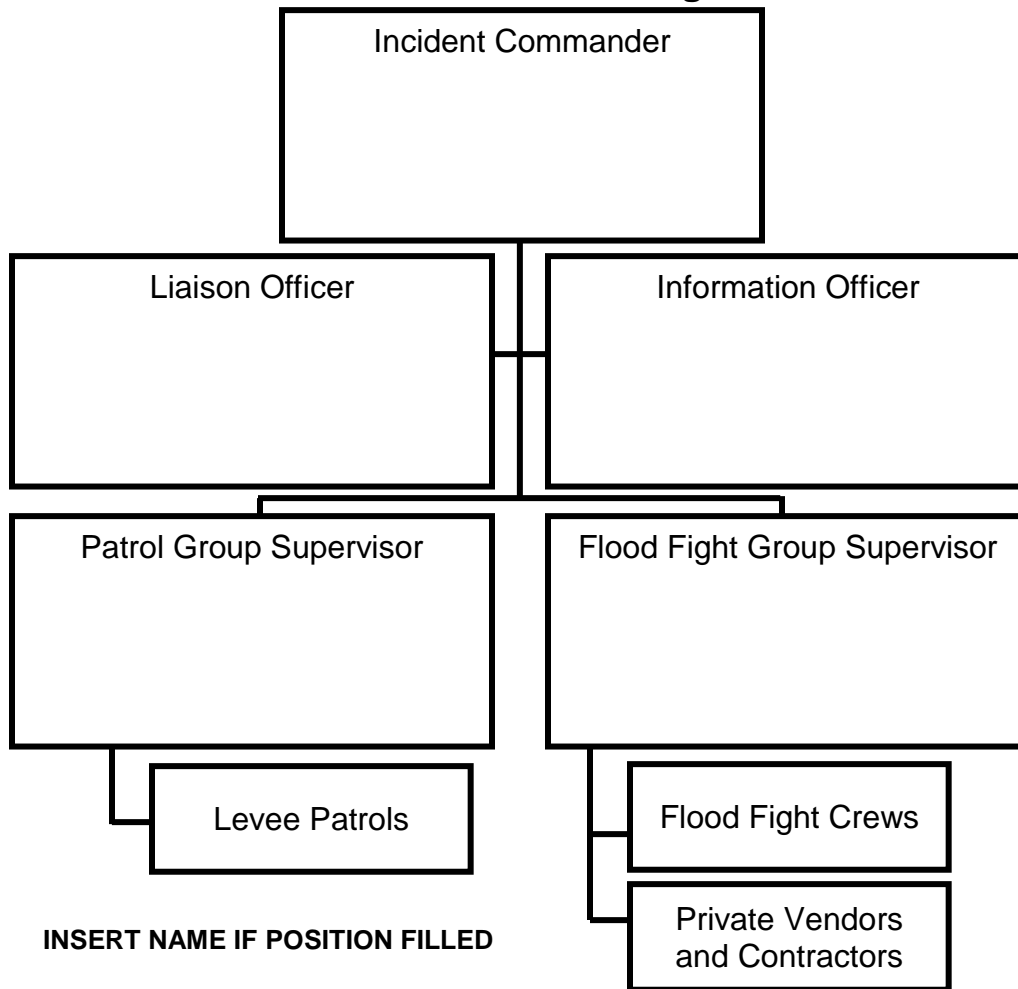 Incident Commander
Liaison Officer
Information Officer
Patrol Group Supervisor
Flood Fight Group Supervisor
Levee Patrols
Flood Fight Crews
Private Vendors
and Contractors
INSERT NAME IF POSITION FILLED